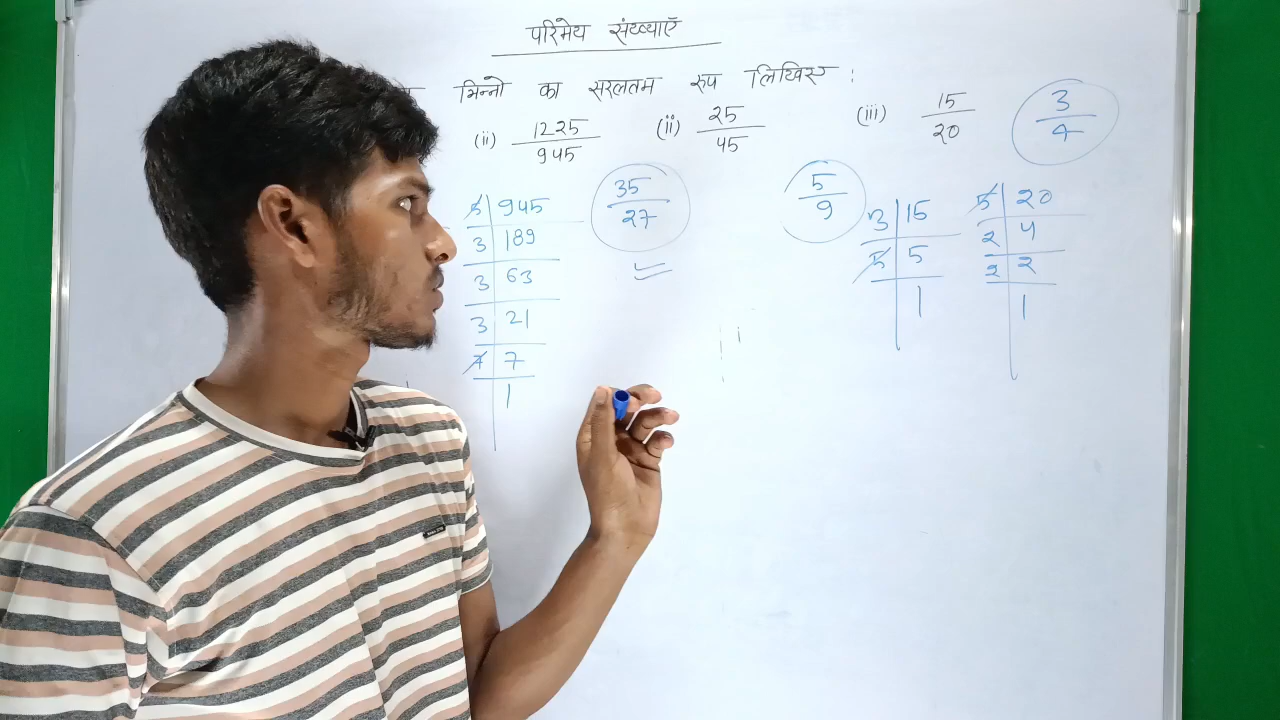 परिमेय संख्याएँ
भिन्नो का सरलतम रुप लिखिए :
(ii) 1225/945 (ii) 25/45 (iii) 15/20 3/4
35/27
5/9
5 | 945
3 | 189
3 | 63
3 | 21
7 | 7
1
3 | 15
5 | 5
1
5 | 20
2 | 4
2 | 2
1